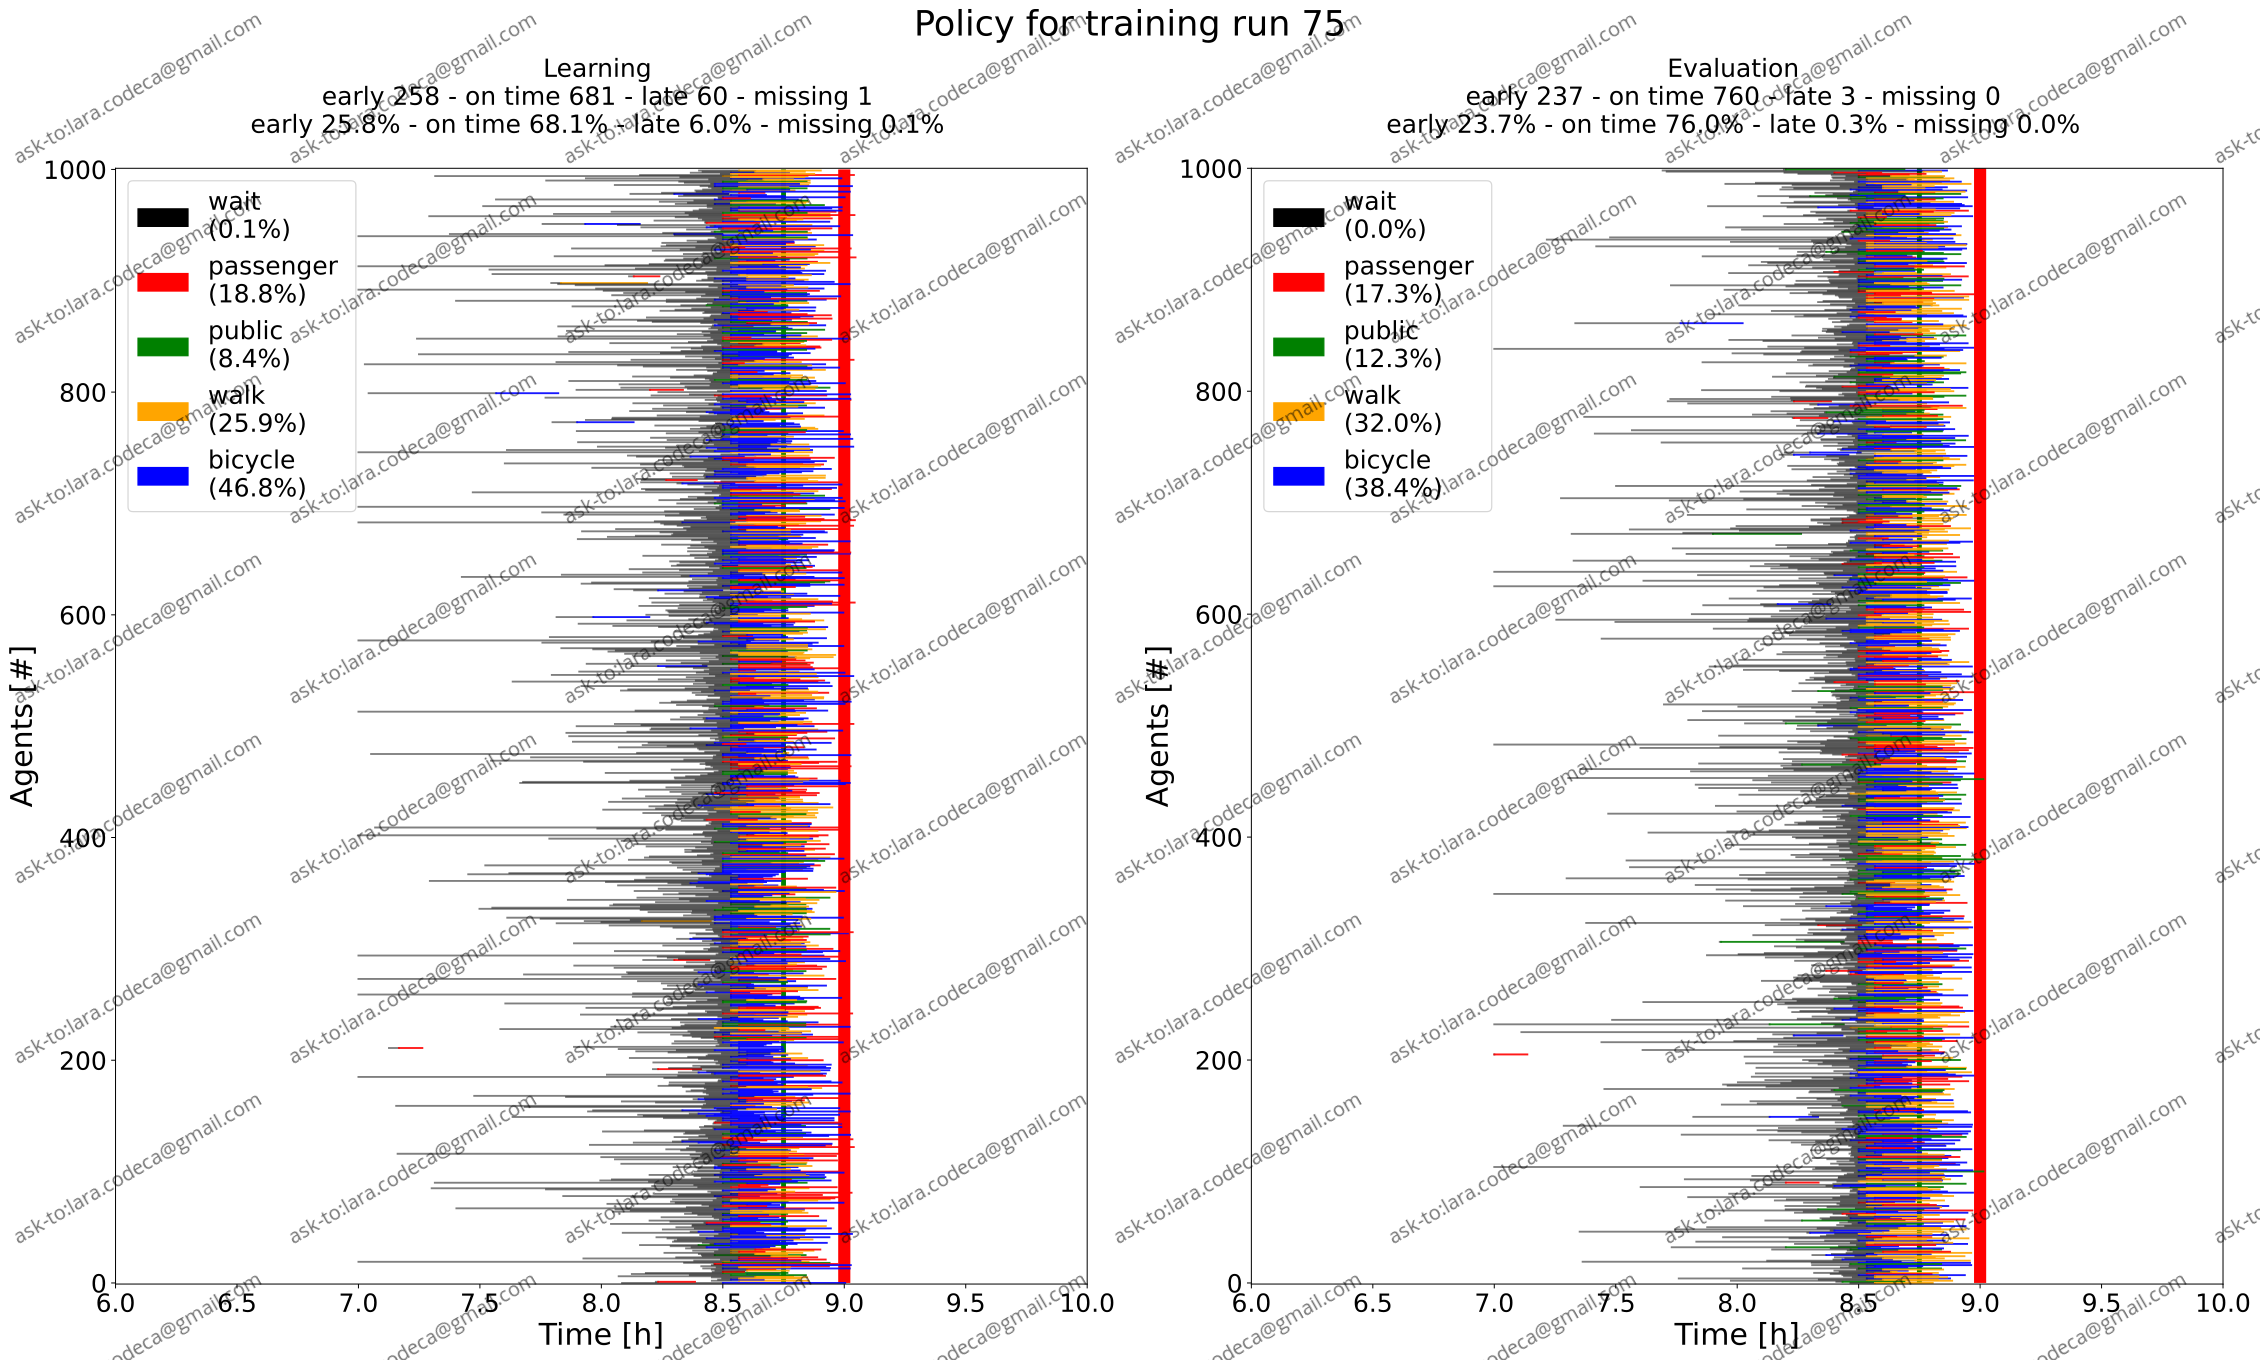 Policy for training run 75
Learning
early 258 - on time 681 - late 60 - missing 1
early 25.8% - on time 68.1% - late 6.0% - missing 0.1%
1000
800
600
400
200
0
Agents [#]
wait
(0.1%)
passenger
(18.8%)
public
(8.4%)
walk
(25.9%)
bicycle
(46.8%)
6.0 6.5 7.0 7.5 8.0 8.5 9.0 9.5 10.0
Time [h]
Evaluation
early 237 - on time 760 - late 3 - missing 0
early 23.7% - on time 76.0% - late 0.3% - missing 0.0%
1000
800
600
400
200
0
Agents [#]
wait
(0.0%)
passenger
(17.3%)
public
(12.3%)
walk
(32.0%)
bicycle
(38.4%)
6.0 6.5 7.0 7.5 8.0 8.5 9.0 9.5 10.0
Time [h]
ask-to:lara.codeca@gmail.com